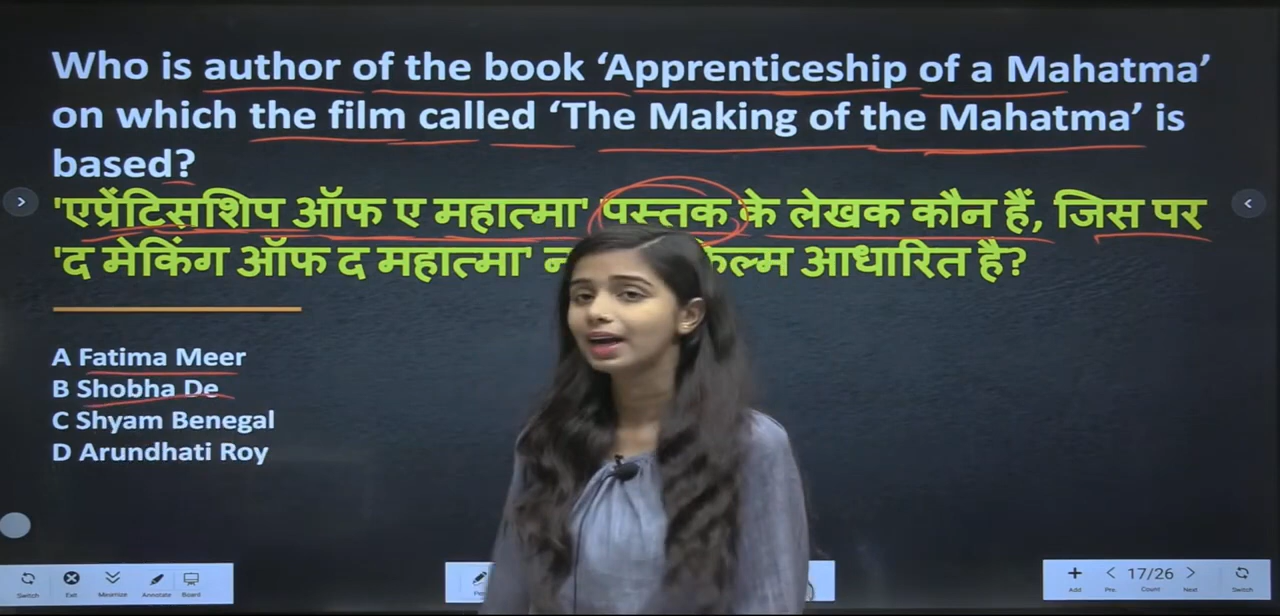 Who is author of the book ‘Apprenticeship of a Mahatma’
on which the film called ‘The Making of the Mahatma’ is
based?
'एप्रेंटिसशिप ऑफ ए महात्मा' पुस्तक के लेखक कौन हैं, जिस पर
'द मेकिंग ऑफ द महात्मा' आधारित है?
A Fatima Meer
B Shobha De
C Shyam Benegal
D Arundhati Roy
Switch Exit Minimize Annotate Board
+ < 17/26 >
Add Pre. Count Next Switch